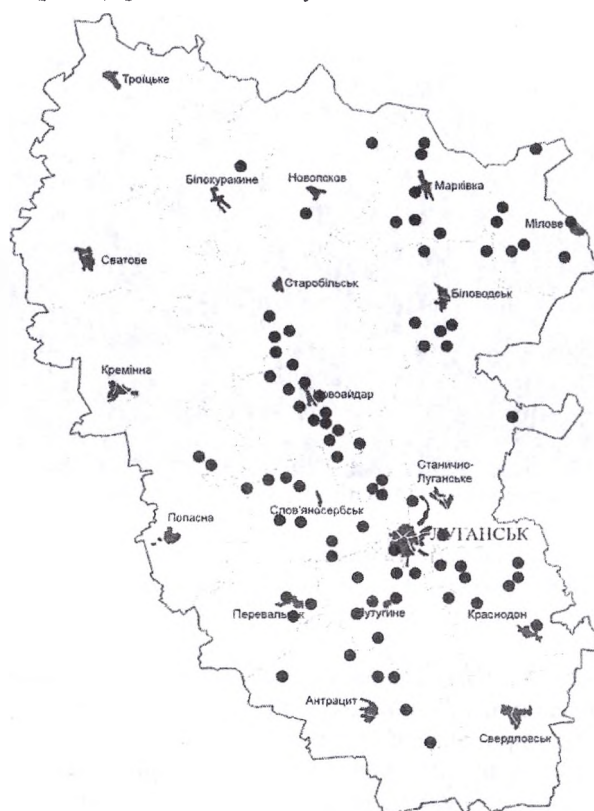 Троїцьке
Білокуракине
Новопсков
Марківка
Мілове
Сватове
Старобільськ
Біловодськ
Кремінна
Новоайдар
Станично-
Луганське
Слов'яносербськ
Попасна
ЛУГАНСЬК
Перевальськ
Лутугине
Краснодон
Антрацит
Свердловськ